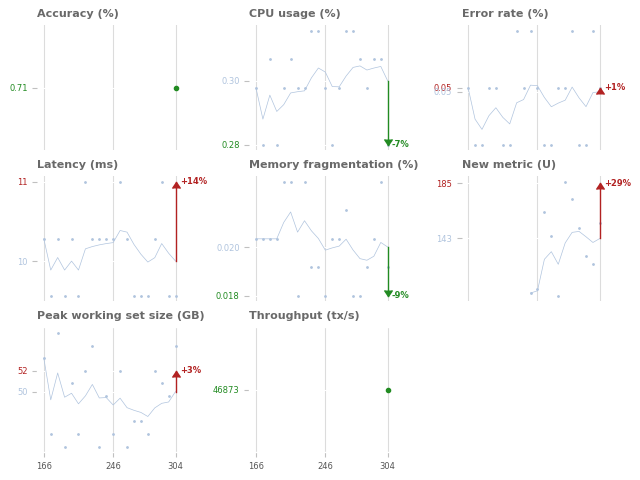 Accuracy (%)
0.71
CPU usage (%)
0.30
0.28
-7%
Error rate (%)
0.05
0.05
+1%
Latency (ms)
11
10
+14%
Memory fragmentation (%)
0.020
0.018
-9%
New metric (U)
185
143
+29%
Peak working set size (GB)
52
50
+3%
166 246 304
Throughput (tx/s)
46873
166 246 304